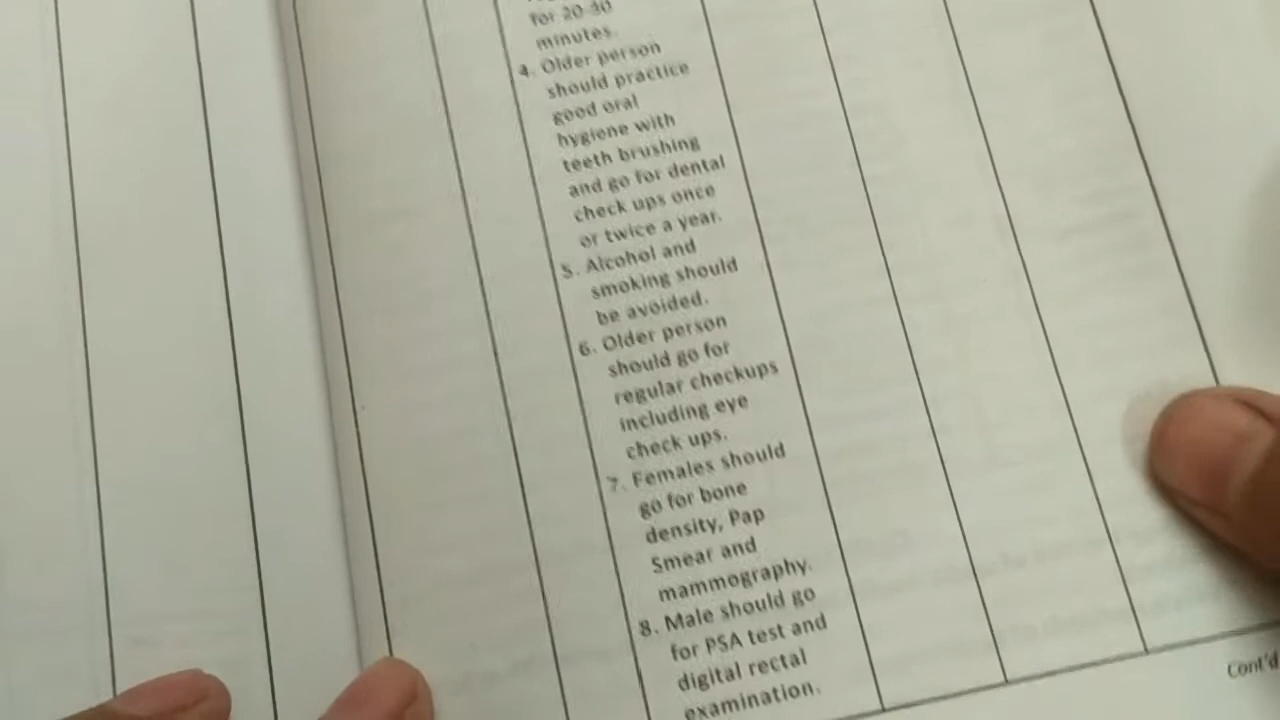 for 20-30
minutes.
4. Older person
should practice
good oral
hygiene with
teeth brushing
and go for dental
check ups once
or twice a year.
5. Alcohol and
smoking should
be avoided.
6. Older person
should go for
regular checkups
including eye
check ups.
7. Females should
go for bone
density, Pap
Smear and
mammography.
8. Male should go
for PSA test and
digital rectal
examination.
Cont'd